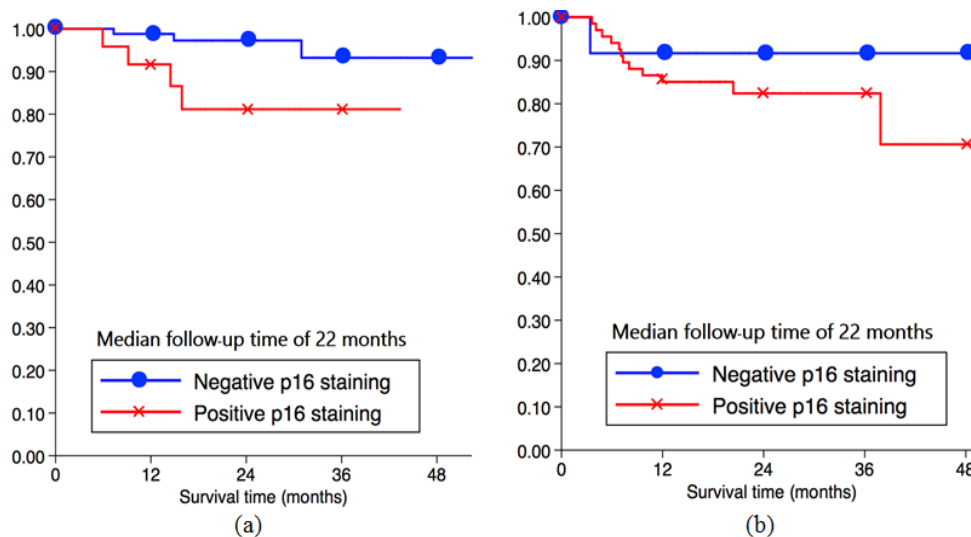 1.00
0.90
0.80
0.70
0.60
0.50
0.40
0.30
0.20
0.10
0.00
Median follow-up time of 22 months
Negative p16 staining
Positive p16 staining
0 12 24 36 48
Survival time (months)
(a)
1.00
0.90
0.80
0.70
0.60
0.50
0.40
0.30
0.20
0.10
0.00
Median follow-up time of 22 months
Negative p16 staining
Positive p16 staining
0 12 24 36 48
Survival time (months)
(b)